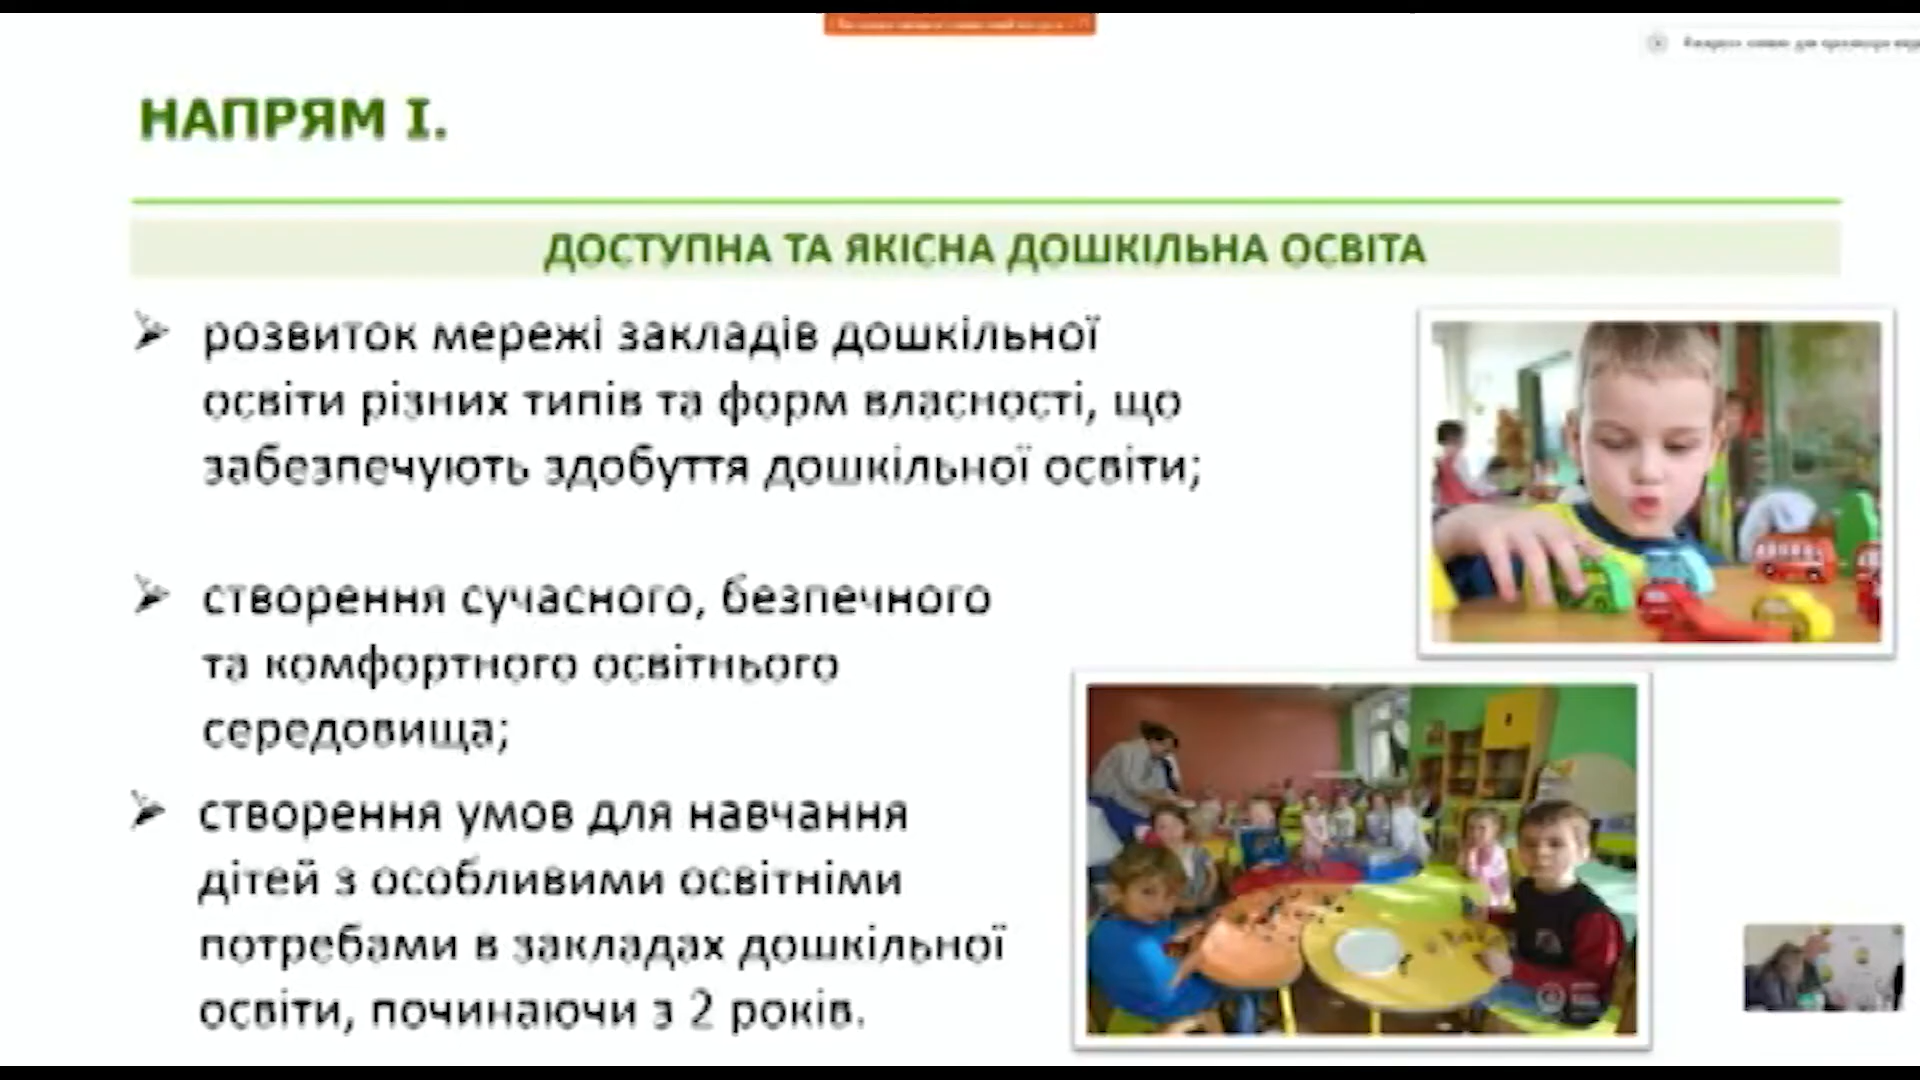 НАПРЯМ І.
ДОСТУПНА ТА ЯКІСНА ДОШКІЛЬНА ОСВІТА
розвиток мережі закладів дошкільної
освіти різних типів та форм власності, що
забезпечують здобуття дошкільної освіти;
створення сучасного, безпечного
та комфортного освітнього
середовища;
створення умов для навчання
дітей з особливими освітніми
потребами в закладах дошкільної
освіти, починаючи з 2 років.